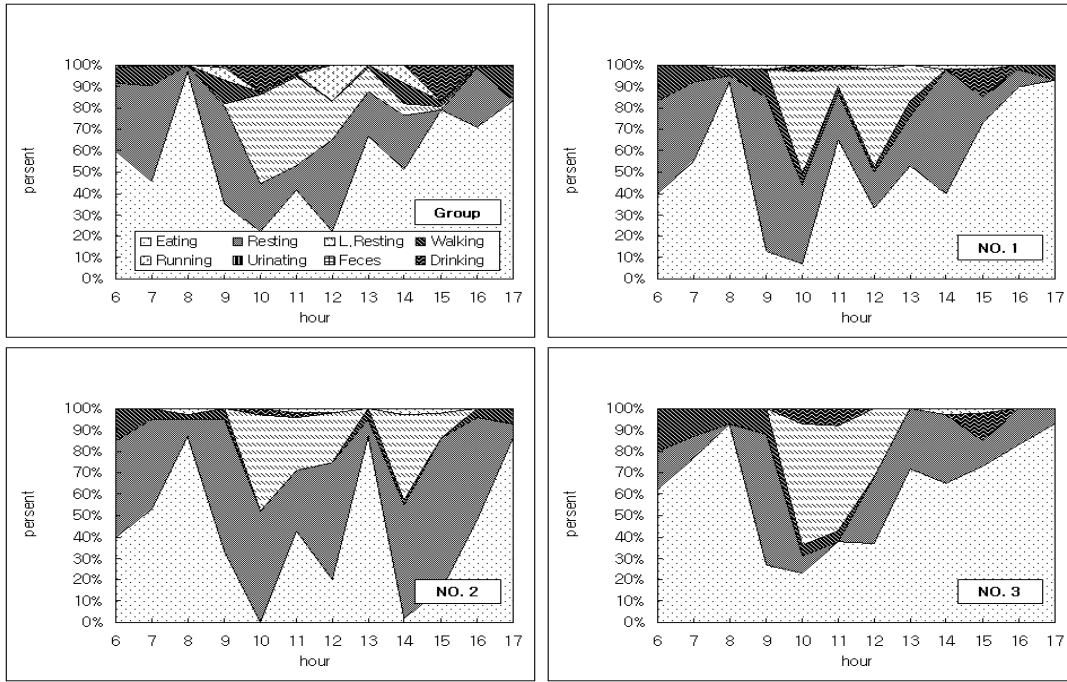 100%
90%
80%
70%
60%
50%
40%
30%
20%
10%
0%
persent
Group
Eating Resting L.Resting Walking
Running Urinating Feces Drinking
6 7 8 9 10 11 12 13 14 15 16 17
hour
100%
90%
80%
70%
60%
50%
40%
30%
20%
10%
0%
persent
NO. 1
6 7 8 9 10 11 12 13 14 15 16 17
hour
100%
90%
80%
70%
60%
50%
40%
30%
20%
10%
0%
persent
NO. 2
6 7 8 9 10 11 12 13 14 15 16 17
hour
100%
90%
80%
70%
60%
50%
40%
30%
20%
10%
0%
persent
NO. 3
6 7 8 9 10 11 12 13 14 15 16 17
hour